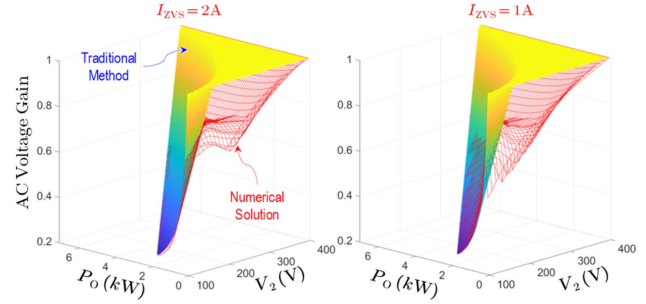 I_ZVS = 2A
I_ZVS = 1A
Traditional
Method
Numerical
Solution
AC Voltage Gain
1
0.8
0.6
0.4
0.2
6
4
2
0
P_O (kW)
100
200
300
400
V_2 (V)
1
0.8
0.6
0.4
0.2
6
4
2
0
P_O (kW)
100
200
300
400
V_2 (V)